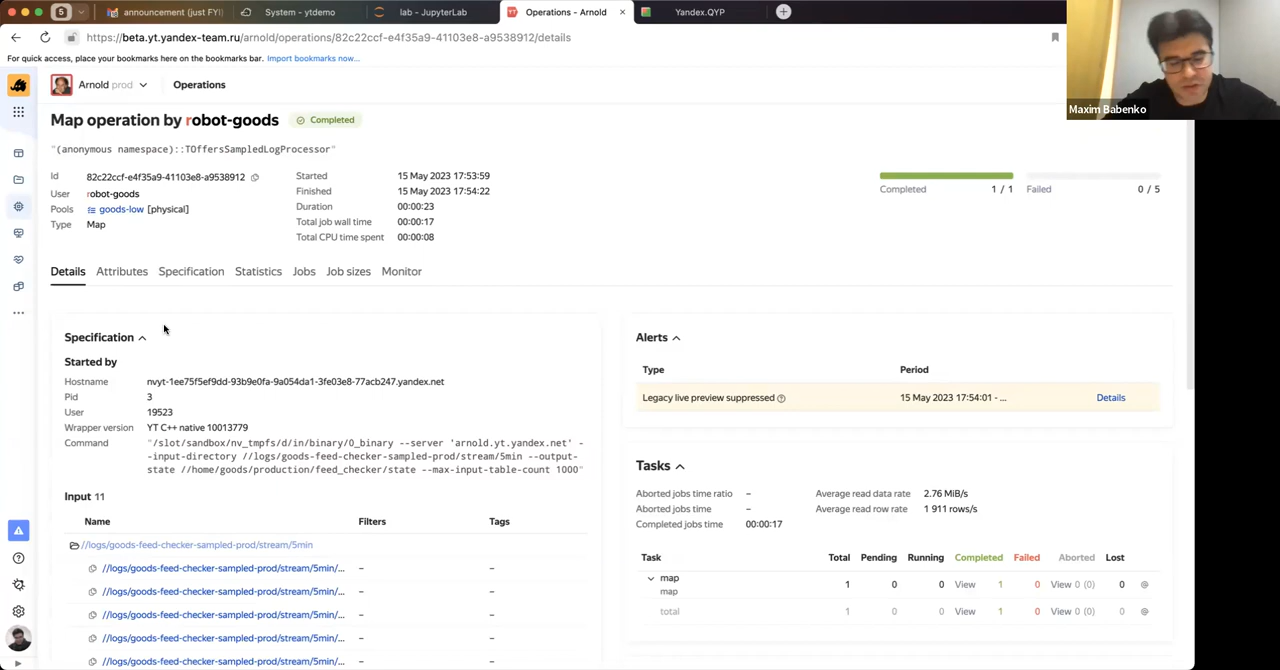 5
announcement (just FYI)
System - ytdemo
lab - JupyterLab
Operations - Arnold
Yandex.QYP
https://beta.yt.yandex-team.ru/arnold/operations/82c22ccf-e4f35a9-41103e8-a9538912/details
For quick access, place your bookmarks here on the bookmarks bar. Import bookmarks now...
Maxim Babenko
Arnold prod
Operations
Map operation by robot-goods
Completed
"(anonymous namespace)::TOffersSampledLogProcessor"
Id 82c22ccf-e4f35a9-41103e8-a9538912
User robot-goods
Pools goods-low [physical]
Type Map
Started 15 May 2023 17:53:59
Finished 15 May 2023 17:54:22
Duration 00:00:23
Total job wall time 00:00:17
Total CPU time spent 00:00:08
Completed 1 / 1
Failed 0 / 5
Details Attributes Specification Statistics Jobs Job sizes Monitor
Specification
Started by
Hostname nvyt-1ee75f5ef9dd-93b9e0fa-9a054da1-3fe03e8-77acb247.yandex.net
Pid 3
User 19523
Wrapper version YT C++ native 10013779
Command "/slot/sandbox/nv_tmpfs/d/in/binary/0_binary --server 'arnold.yt.yandex.net' -
-input-directory //logs/goods-feed-checker-sampled-prod/stream/5min --output-
state //home/goods/production/feed_checker/state --max-input-table-count 1000"
Input 11
Name Filters Tags
//logs/goods-feed-checker-sampled-prod/stream/5min
//logs/goods-feed-checker-sampled-prod/stream/5min/... – –
//logs/goods-feed-checker-sampled-prod/stream/5min/... – –
//logs/goods-feed-checker-sampled-prod/stream/5min/... – –
//logs/goods-feed-checker-sampled-prod/stream/5min/... – –
//logs/goods-feed-checker-sampled-prod/stream/5min/... – –
Alerts
Type Period
Legacy live preview suppressed 15 May 2023 17:54:01 - ... Details
Tasks
Aborted jobs time ratio –
Aborted jobs time –
Completed jobs time 00:00:17
Average read data rate 2.76 MiB/s
Average read row rate 1 911 rows/s
Task Total Pending Running Completed Failed Aborted Lost
map 1 0 0 View 1 0 View 0 (0) 0 @
map
total 1 0 0 View 1 0 View 0 (0) 0 @